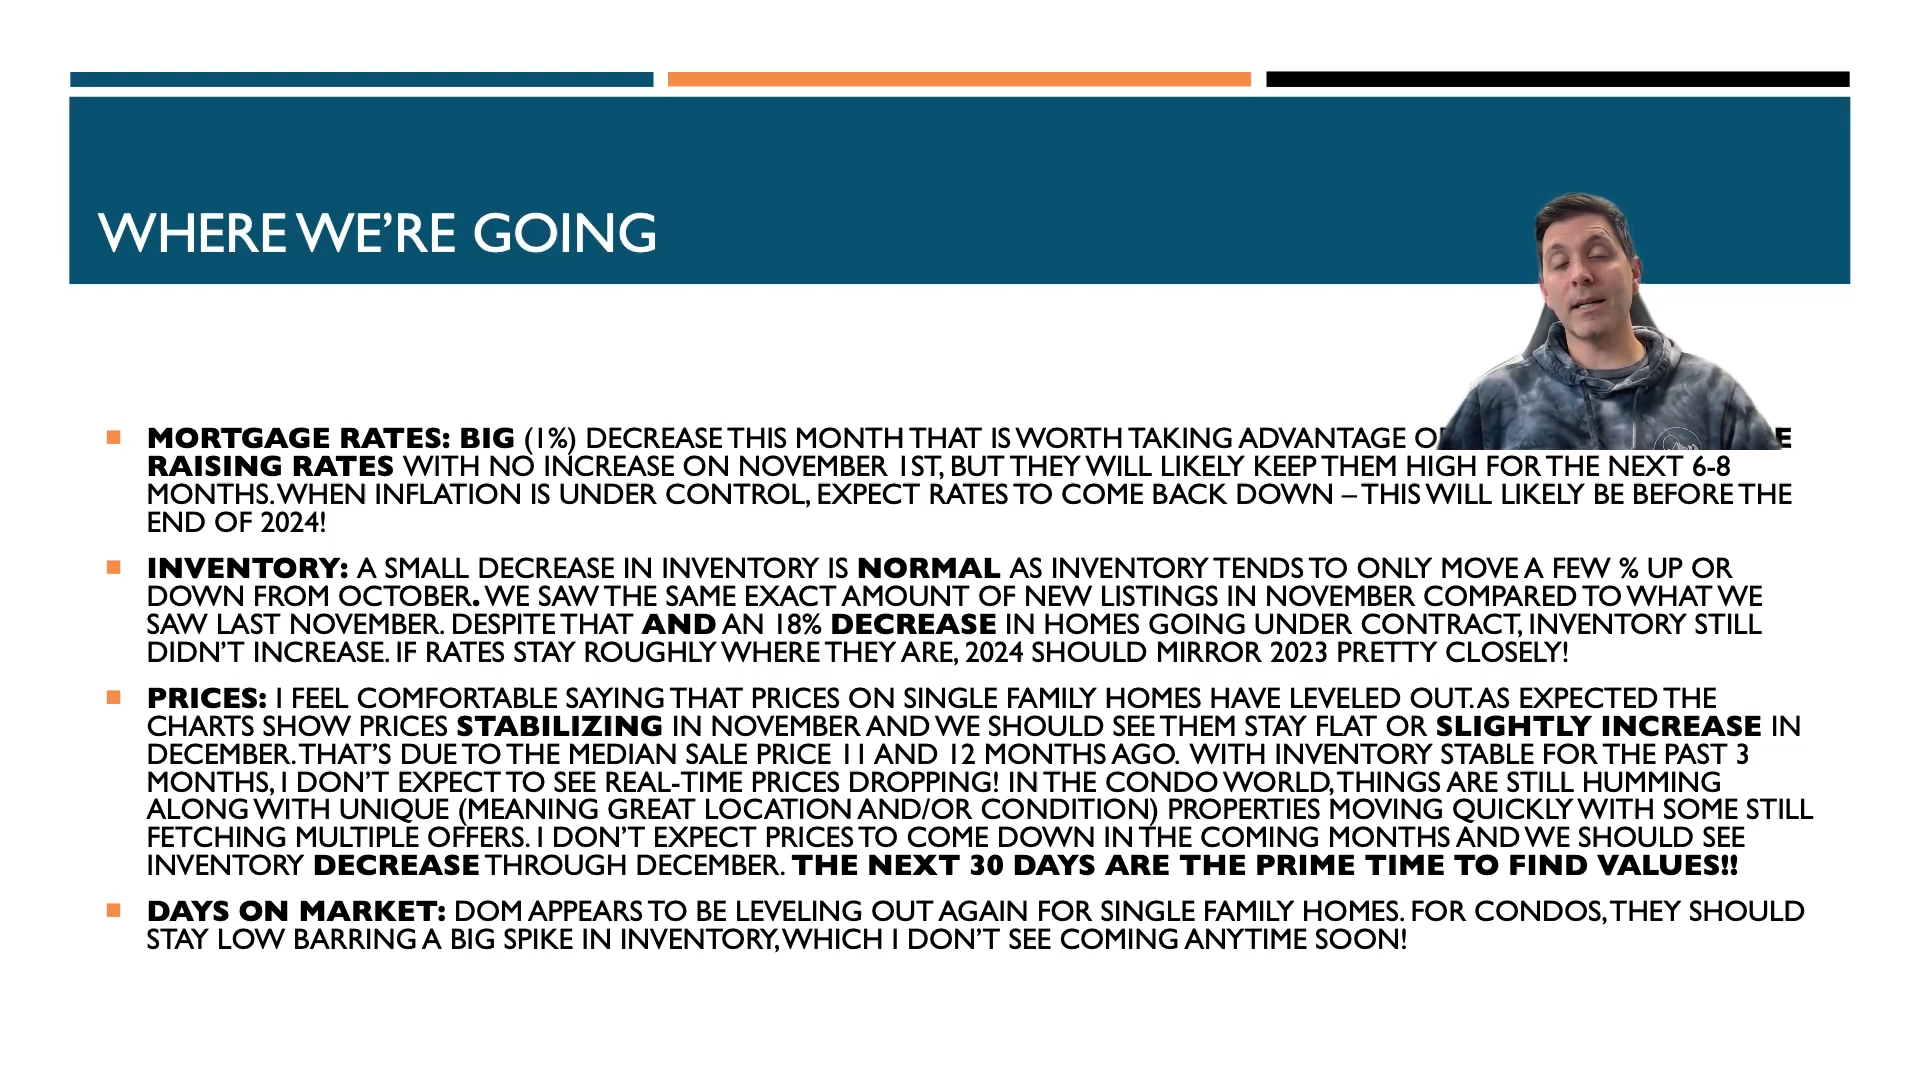 WHERE WE'RE GOING
MORTGAGE RATES: BIG (1%) DECREASE THIS MONTH THAT IS WORTH TAKING ADVANTAGE
RAISING RATES WITH NO INCREASE ON NOVEMBER 1ST, BUT THEY WILL LIKELY KEEP THEM HIGH FOR THE NEXT 6-8
MONTHS. WHEN INFLATION IS UNDER CONTROL, EXPECT RATES TO COME BACK DOWN – THIS WILL LIKELY BE BEFORE THE
END OF 2024!
INVENTORY: A SMALL DECREASE IN INVENTORY IS NORMAL AS INVENTORY TENDS TO ONLY MOVE A FEW % UP OR
DOWN FROM OCTOBER. WE SAW THE SAME EXACT AMOUNT OF NEW LISTINGS IN NOVEMBER COMPARED TO WHAT WE
SAW LAST NOVEMBER. DESPITE THAT AND AN 18% DECREASE IN HOMES GOING UNDER CONTRACT, INVENTORY STILL
DIDN'T INCREASE. IF RATES STAY ROUGHLY WHERE THEY ARE, 2024 SHOULD MIRROR 2023 PRETTY CLOSELY!
PRICES: I FEEL COMFORTABLE SAYING THAT PRICES ON SINGLE FAMILY HOMES HAVE LEVELED OUT. AS EXPECTED THE
CHARTS SHOW PRICES STABILIZING IN NOVEMBER AND WE SHOULD SEE THEM STAY FLAT OR SLIGHTLY INCREASE IN
DECEMBER. THAT'S DUE TO THE MEDIAN SALE PRICE 11 AND 12 MONTHS AGO. WITH INVENTORY STABLE FOR THE PAST 3
MONTHS, I DON'T EXPECT TO SEE REAL-TIME PRICES DROPPING! IN THE CONDO WORLD, THINGS ARE STILL HUMMING
ALONG WITH UNIQUE (MEANING GREAT LOCATION AND/OR CONDITION) PROPERTIES MOVING QUICKLY WITH SOME STILL
FETCHING MULTIPLE OFFERS. I DON'T EXPECT PRICES TO COME DOWN IN THE COMING MONTHS AND WE SHOULD SEE
INVENTORY DECREASE THROUGH DECEMBER. THE NEXT 30 DAYS ARE THE PRIME TIME TO FIND VALUES!!
DAYS ON MARKET: DOM APPEARS TO BE LEVELING OUT AGAIN FOR SINGLE FAMILY HOMES. FOR CONDOS, THEY SHOULD
STAY LOW BARRING A BIG SPIKE IN INVENTORY, WHICH I DON'T SEE COMING ANYTIME SOON!